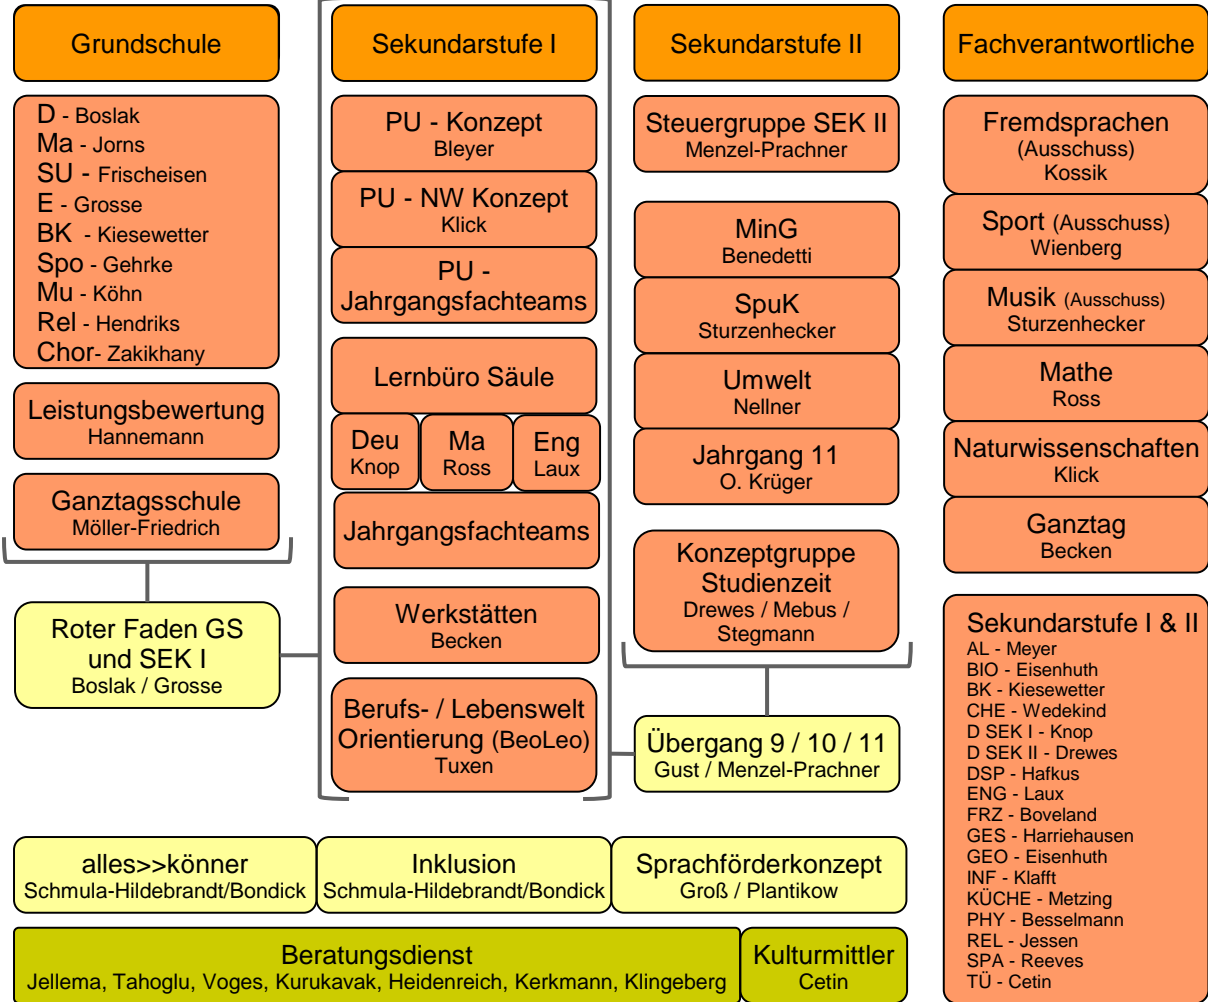 Grundschule
D - Boslak
Ma - Jorns
SU - Frischeisen
E - Grosse
BK - Kiesewetter
Spo - Gehrke
Mu - Köhn
Rel - Hendriks
Chor- Zakikhany
Leistungsbewertung
Hannemann
Ganztagsschule
Möller-Friedrich
Roter Faden GS
und SEK I
Boslak / Grosse
Sekundarstufe I
PU - Konzept
Bleyer
PU - NW Konzept
Klick
PU -
Jahrgangsfachteams
Lernbüro Säule
Deu
Knop
Ma
Ross
Eng
Laux
Jahrgangsfachteams
Werkstätten
Becken
Berufs- / Lebenswelt
Orientierung (BeoLeo)
Tuxen
Sekundarstufe II
Steuergruppe SEK II
Menzel-Prachner
MinG
Benedetti
SpuK
Sturzenhecker
Umwelt
Nellner
Jahrgang 11
O. Krüger
Konzeptgruppe
Studienzeit
Drewes / Mebus /
Stegmann
Übergang 9 / 10 / 11
Gust / Menzel-Prachner
Fachverantwortliche
Fremdsprachen
(Ausschuss)
Kossik
Sport (Ausschuss)
Wienberg
Musik (Ausschuss)
Sturzenhecker
Mathe
Ross
Naturwissenschaften
Klick
Ganztag
Becken
Sekundarstufe I & II
AL - Meyer
BIO - Eisenhuth
BK - Kiesewetter
CHE - Wedekind
D SEK I - Knop
D SEK II - Drewes
DSP - Hafkus
ENG - Laux
FRZ - Boveland
GES - Harriehausen
GEO - Eisenhuth
INF - Klafft
KÜCHE - Metzing
PHY - Besselmann
REL - Jessen
SPA - Reeves
TÜ - Cetin
alles>>könner
Schmula-Hildebrandt/Bondick
Inklusion
Schmula-Hildebrandt/Bondick
Sprachförderkonzept
Groß / Plantikow
Beratungsdienst
Jellema, Tahoglu, Voges, Kurukavak, Heidenreich, Kerkmann, Klingeberg
Kulturmittler
Cetin